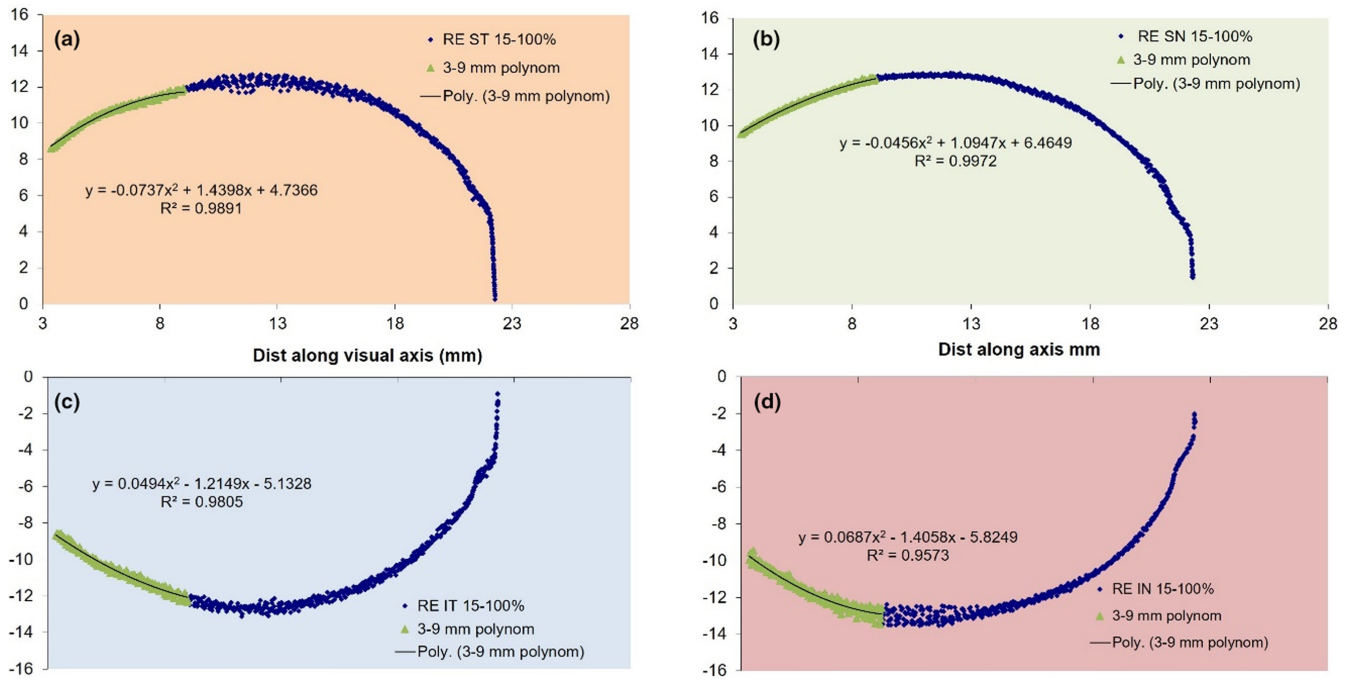 (a)
RE ST 15-100%
3-9 mm polynom
Poly. (3-9 mm polynom)
y = -0.0737x² + 1.4398x + 4.7366
R² = 0.9891
16
14
12
10
8
6
4
2
0
3
8
13
18
23
28
Dist along visual axis (mm)
(b)
RE SN 15-100%
3-9 mm polynom
Poly. (3-9 mm polynom)
y = -0.0456x² + 1.0947x + 6.4649
R² = 0.9972
16
14
12
10
8
6
4
2
0
3
8
13
18
23
28
Dist along axis mm
(c)
y = 0.0494x² - 1.2149x - 5.1328
R² = 0.9805
RE IT 15-100%
3-9 mm polynom
Poly. (3-9 mm polynom)
0
-2
-4
-6
-8
-10
-12
-14
-16
(d)
y = 0.0687x² - 1.4058x - 5.8249
R² = 0.9573
RE IN 15-100%
3-9 mm polynom
Poly. (3-9 mm polynom)
0
-2
-4
-6
-8
-10
-12
-14
-16